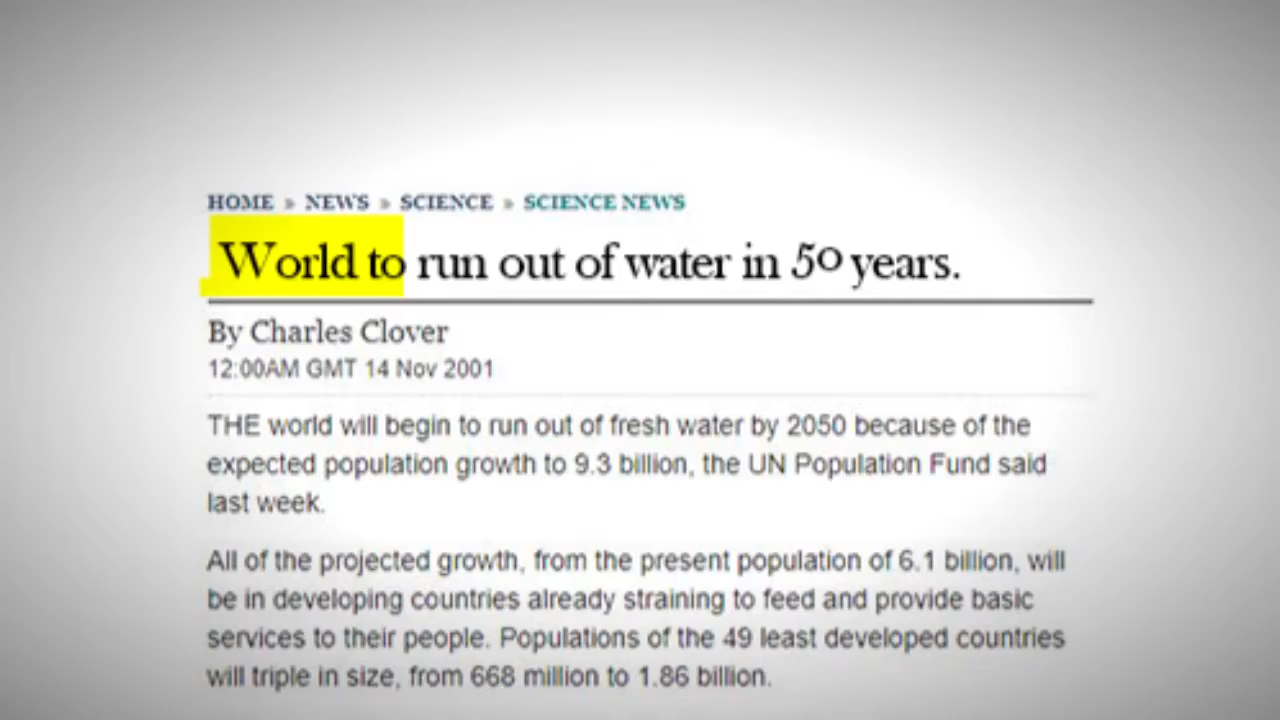 HOME » NEWS » SCIENCE » SCIENCE NEWS
World to run out of water in 50 years.
By Charles Clover
12:00AM GMT 14 Nov 2001
THE world will begin to run out of fresh water by 2050 because of the
expected population growth to 9.3 billion, the UN Population Fund said
last week.
All of the projected growth, from the present population of 6.1 billion, will
be in developing countries already straining to feed and provide basic
services to their people. Populations of the 49 least developed countries
will triple in size, from 668 million to 1.86 billion.